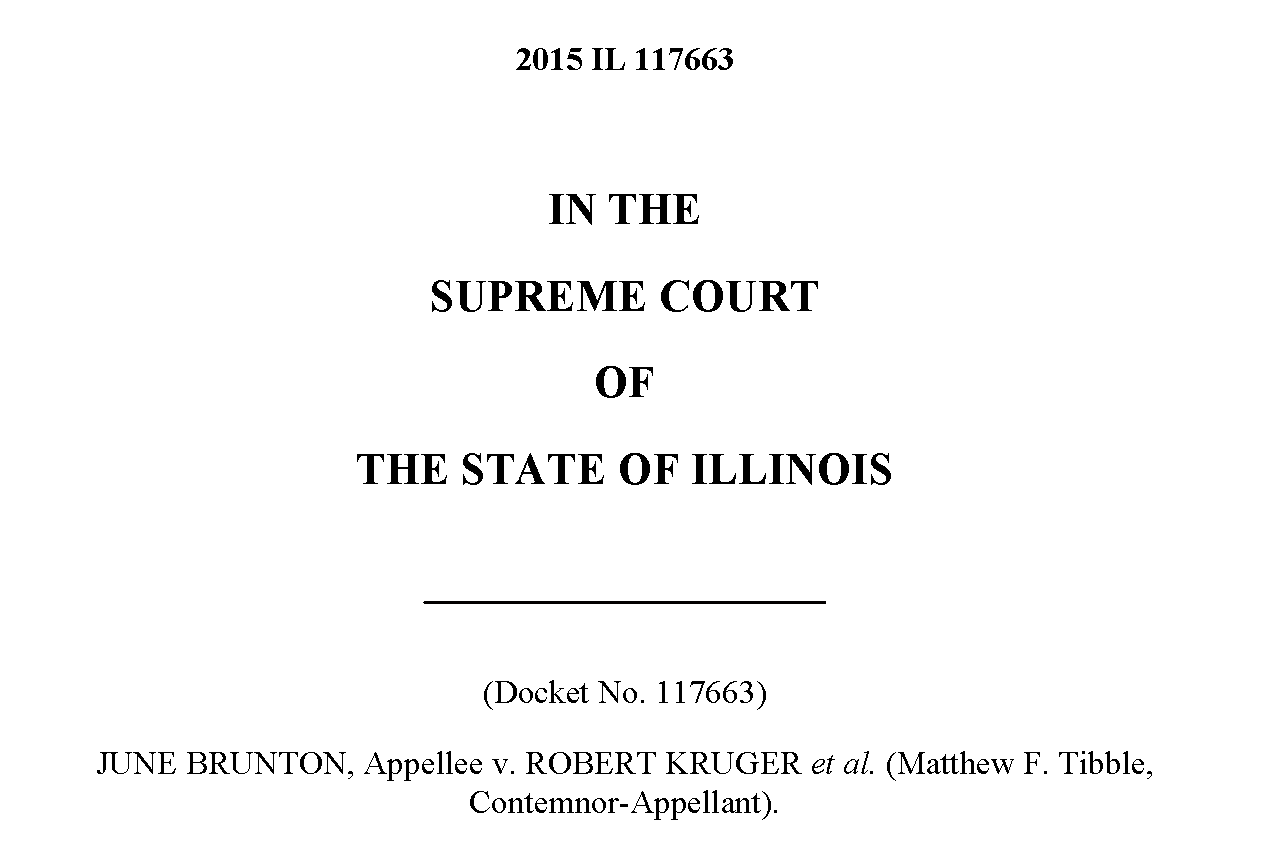 2015 IL 117663
IN THE
SUPREME COURT
OF
THE STATE OF ILLINOIS
(Docket No. 117663)
JUNE BRUNTON, Appellee v. ROBERT KRUGER et al. (Matthew F. Tibble,
Contemnor-Appellant).